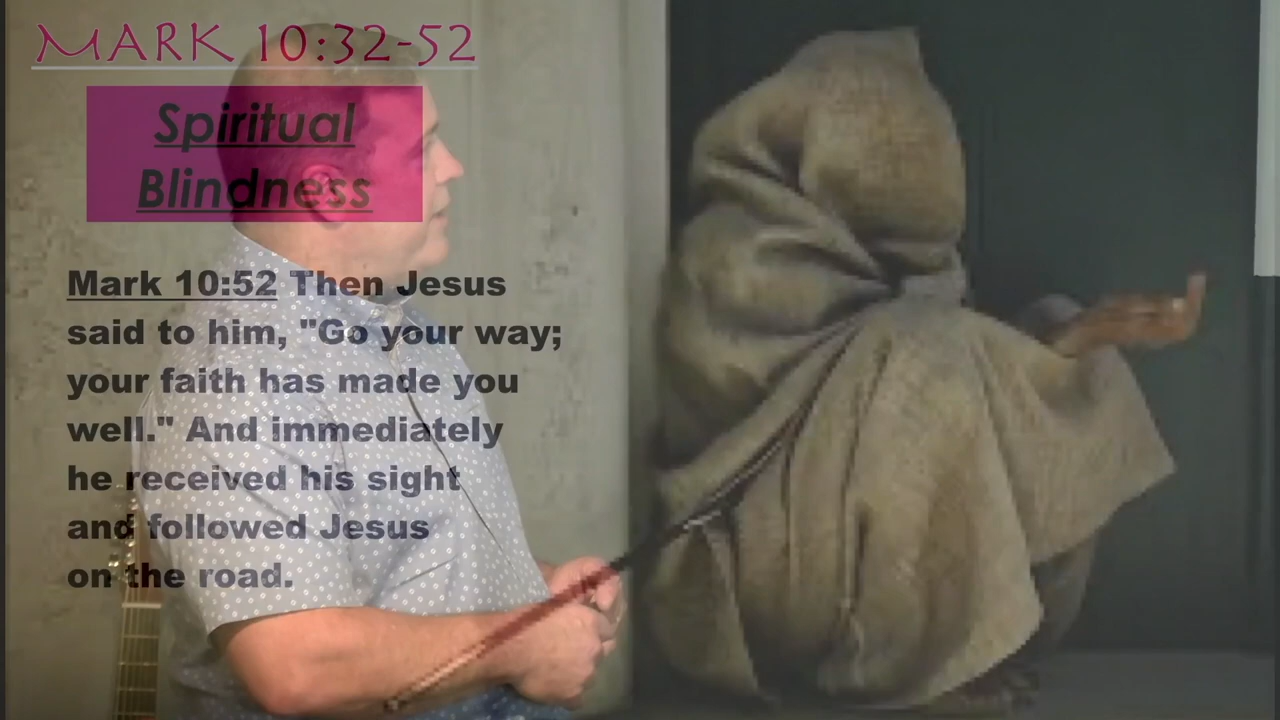 MARK 10:32-52
Spiritual
Blindness
Mark 10:52 Then Jesus
said to him, "Go your way;
your faith has made you
well." And immediately
he received his sight
and followed Jesus
on the road.